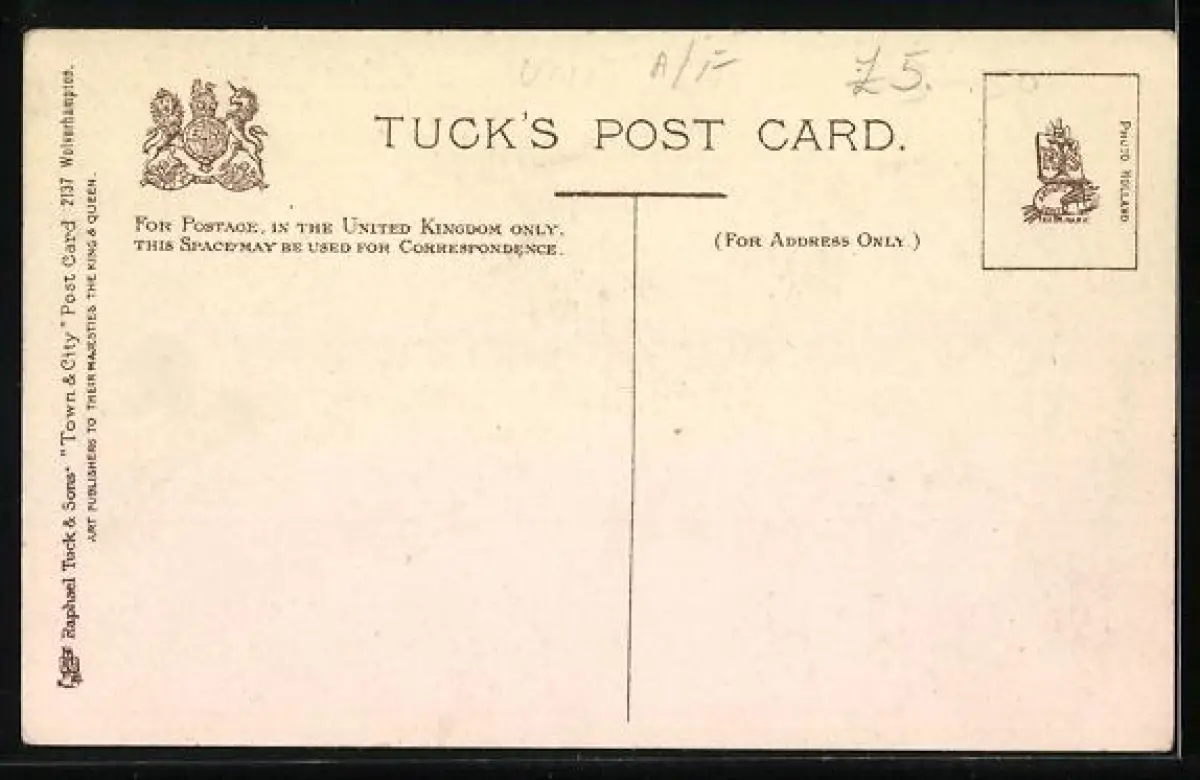 A/F
£5.
TUCK'S POST CARD.
FOR POSTAGE, IN THE UNITED KINGDOM ONLY,
THIS SPACE MAY BE USED FOR CORRESPONDENCE.
(FOR ADDRESS ONLY.)
PHOTO HOLLAND
Raphael Tuck & Sons' "Town & City" Post Card 2137 Wolverhampton.
ART PUBLISHERS TO THEIR MAJESTIES THE KING & QUEEN.